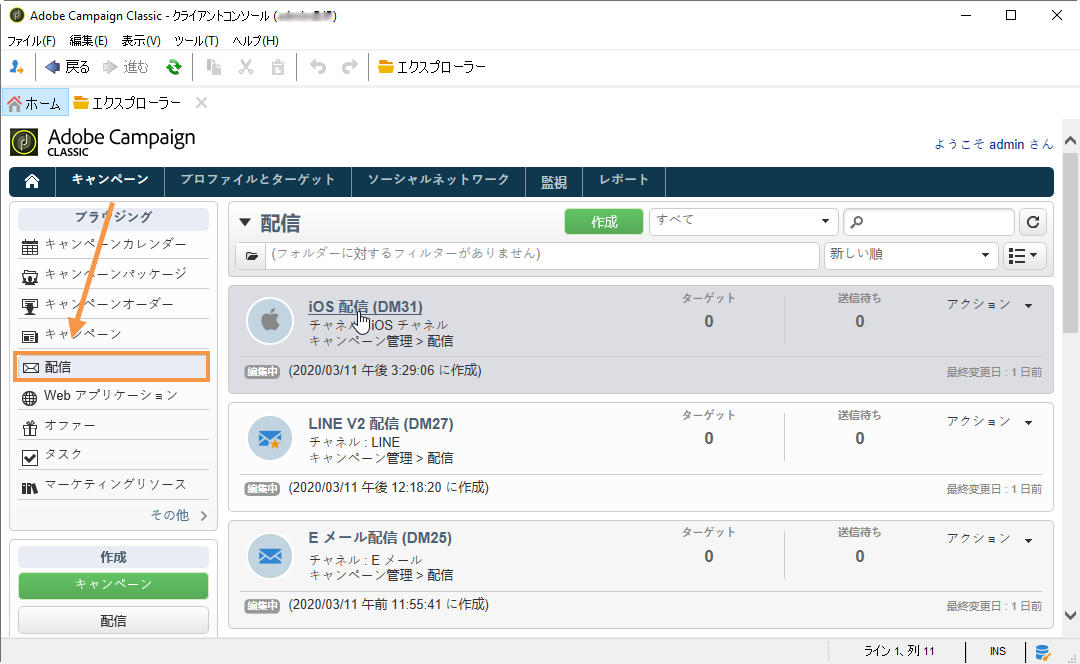 Adobe Campaign Classic - クライアントコンソール (
ファイル(F) 編集(E) 表示(V) ツール(T) ヘルプ(H)
戻る 進む エクスプローラー
ホーム エクスプローラー
Adobe Campaign
CLASSIC
ようこそ admin さん
キャンペーン プロファイルとターゲット ソーシャルネットワーク 監視 レポート
ブラウジング
キャンペーンカレンダー
キャンペーンパッケージ
キャンペーンオーダー
キャンペーン
配信
Web アプリケーション
オファー
タスク
マーケティングリソース
その他
作成
キャンペーン
配信
配信 作成 すべて
(フォルダーに対するフィルターがありません) 新しい順
iOS 配信 (DM31) ターゲット 送信待ち アクション
チャネル : iOS チャネル 0 0
キャンペーン管理 > 配信
編集中 (2020/03/11 午後 3:29:06 に作成) 最終変更日 : 1 日前
LINE V2 配信 (DM27) ターゲット 送信待ち アクション
チャネル : LINE 0 0
キャンペーン管理 > 配信
編集中 (2020/03/11 午後 12:18:20 に作成) 最終変更日 : 1 日前
E メール配信 (DM25) ターゲット 送信待ち アクション
チャネル : E メール 0 0
キャンペーン管理 > 配信
編集中 (2020/03/11 午前 11:55:41 に作成) 最終変更日 : 1 日前
ライン 1、列 11 INS